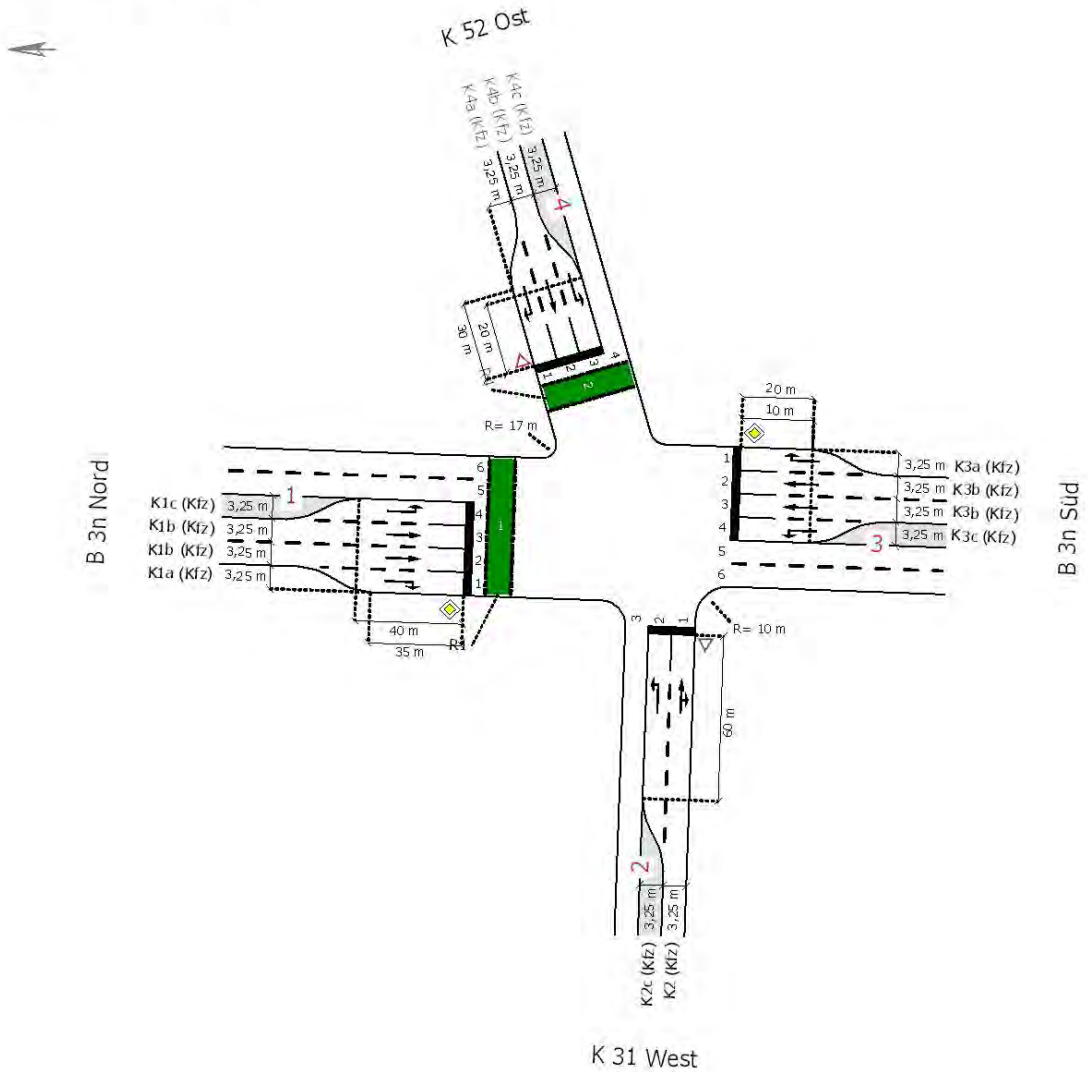 K 52 Ost
K4a (Kfz)
K4b (Kfz)
K4c (Kfz)
3,25 m
3,25 m
3,25 m
4
30 m
20 m
1
2
3
4
2
R= 17 m
B 3n Nord
K1c (Kfz)
K1b (Kfz)
K1b (Kfz)
K1a (Kfz)
3,25 m
3,25 m
3,25 m
3,25 m
1
6
5
4
3
2
1
1
40 m
35 m
R1
20 m
10 m
1
2
3
4
5
6
3,25 m
3,25 m
3,25 m
3,25 m
K3a (Kfz)
K3b (Kfz)
K3b (Kfz)
K3c (Kfz)
3
B 3n Süd
3
2
1
R= 10 m
60 m
2
3,25 m
3,25 m
K2c (Kfz)
K2 (Kfz)
K 31 West